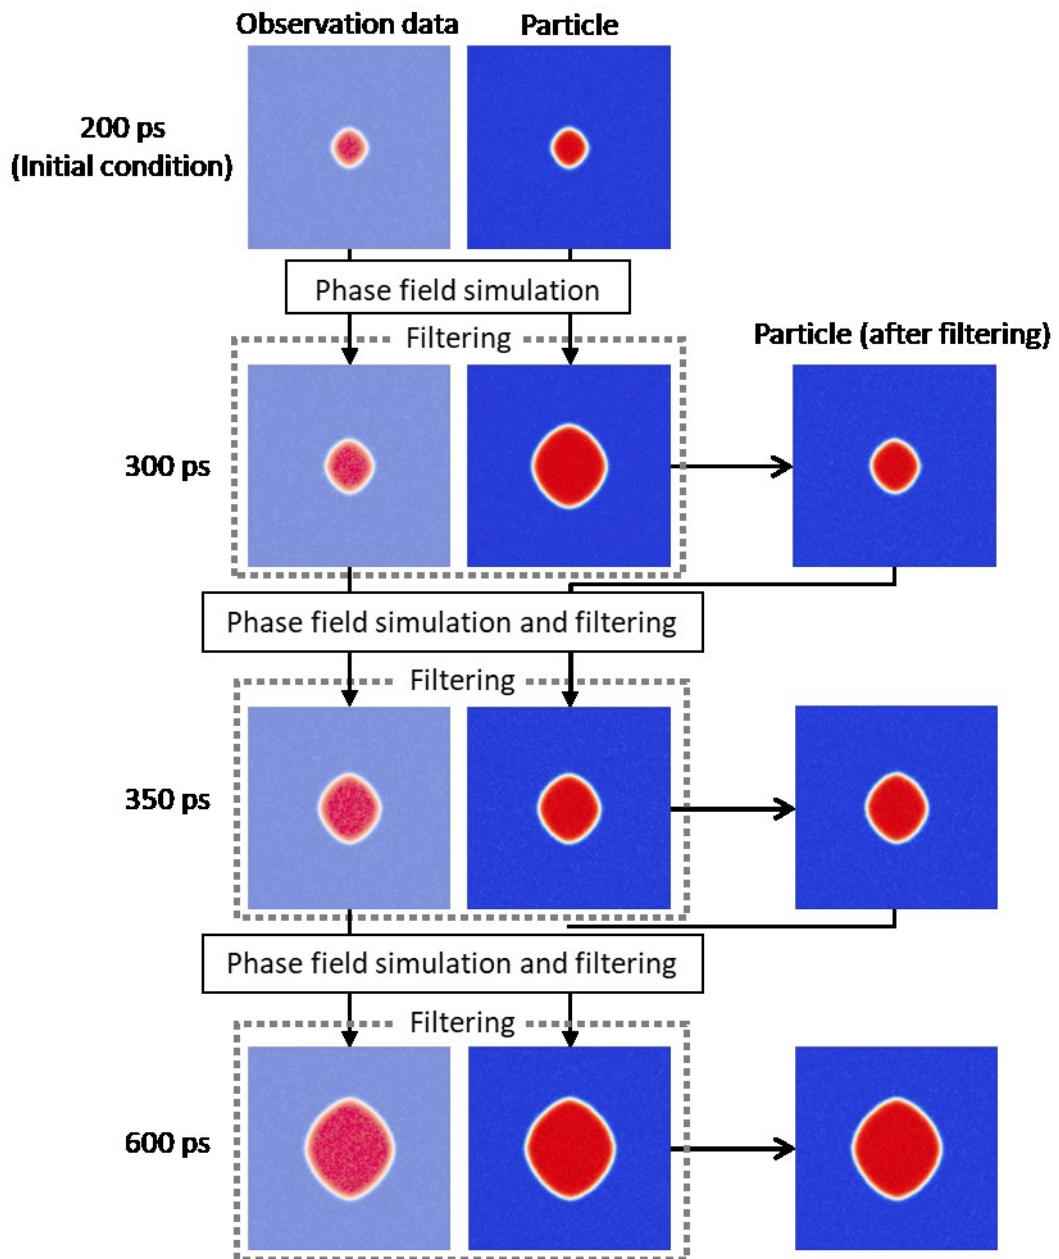 Observation data
Particle
200 ps
(Initial condition)
Phase field simulation
Filtering
Particle (after filtering)
300 ps
Phase field simulation and filtering
Filtering
350 ps
Phase field simulation and filtering
Filtering
600 ps